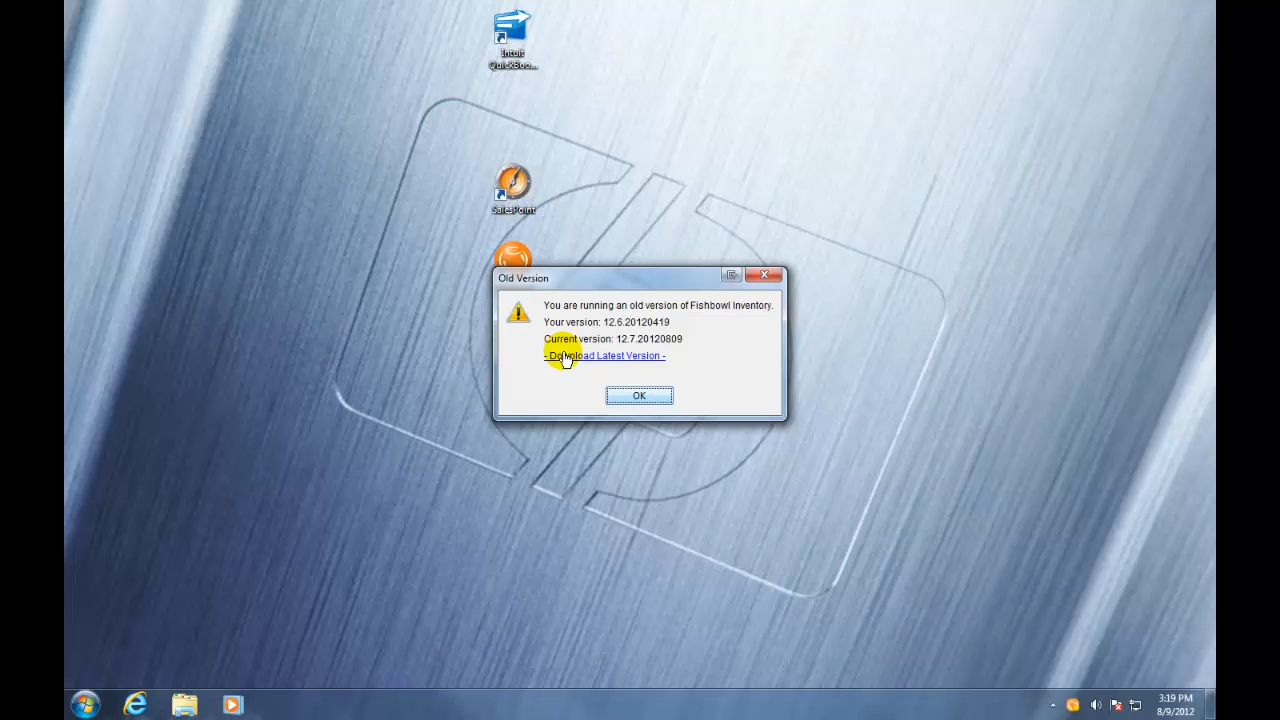 Intuit
QuickBoo...
SalesPoint
Old Version
You are running an old version of Fishbowl Inventory.
Your version: 12.6.20120419
Current version: 12.7.20120809
- Download Latest Version -
OK
3:19 PM
8/9/2012